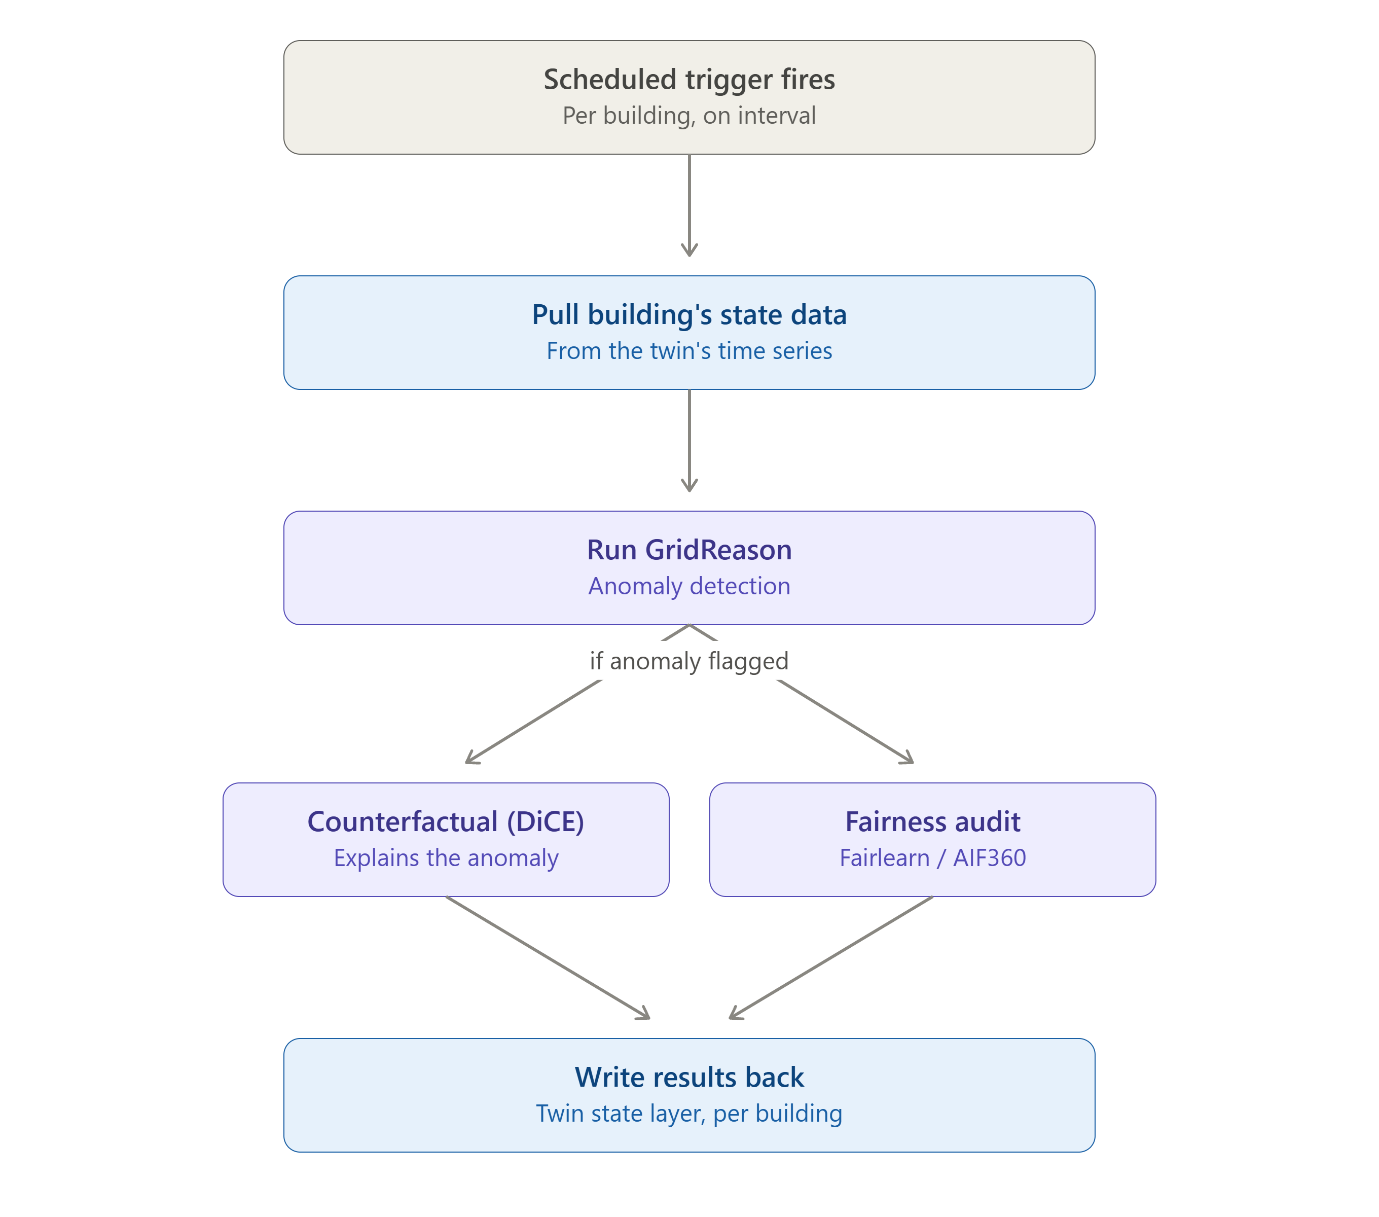 Scheduled trigger fires
Per building, on interval
Pull building's state data
From the twin's time series
Run GridReason
Anomaly detection
if anomaly flagged
Counterfactual (DiCE)
Explains the anomaly
Fairness audit
Fairlearn / AIF360
Write results back
Twin state layer, per building